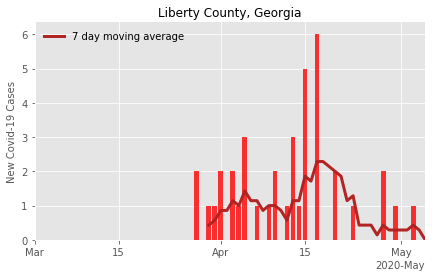 Liberty County, Georgia
7 day moving average
New Covid-19 Cases
6
5
4
3
2
1
0
Mar 15 Apr 15 May
2020-May